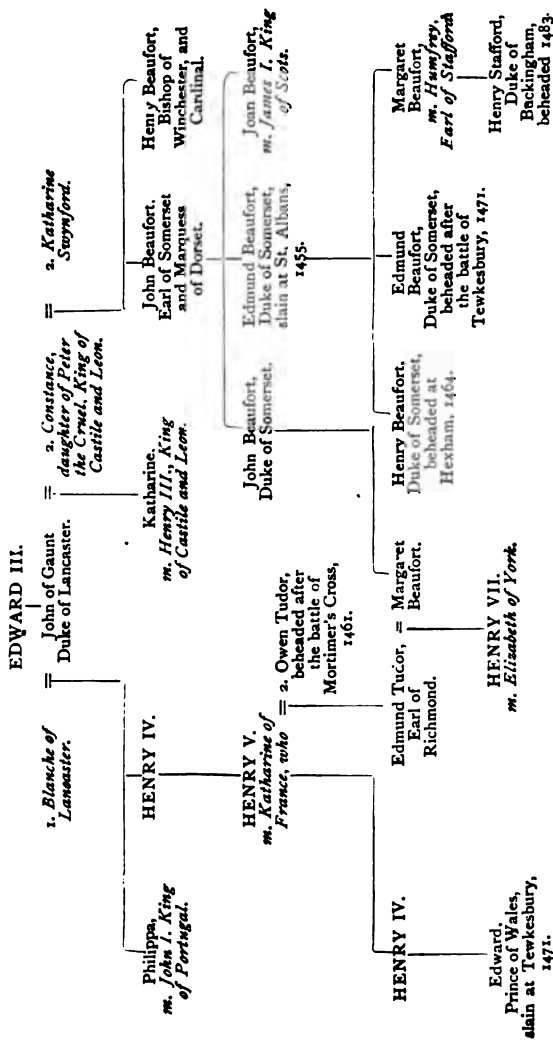 EDWARD III.
1. Blanche of
Lancaster.
=
John of Gaunt
Duke of Lancaster.
=
2. Constance,
daughter of Peter
the Cruel, King of
Castile and Leon.
=
2. Katharine
Swynford.
Philippa,
m. John I. King
of Portugal.
HENRY IV.
Katharine.
m. Henry III., King
of Castile and Leon.
John Beaufort.
Earl of Somerset
and Marquess
of Dorset.
Henry Beaufort,
Bishop of
Winchester, and
Cardinal.
HENRY V.
m. Katharine of
France, who
= 2. Owen Tudor,
beheaded after
the battle of
Mortimer's Cross,
1461.
John Beaufort,
Duke of Somerset.
Edmund Beaufort,
Duke of Somerset,
slain at St. Albans,
1455.
Joan Beaufort,
m. James I. King
of Scots.
HENRY IV.
Edmund Tudor,
Earl of
Richmond.
= Margaret
Beaufort.
Henry Beaufort.
Duke of Somerset,
beheaded at
Hexham, 1464.
Edmund
Beaufort,
Duke of Somerset,
beheaded after
the battle of
Tewkesbury, 1471.
Margaret
Beaufort,
m. Humfrey,
Earl of Stafford
Edward.
Prince of Wales,
slain at Tewkesbury,
1471.
HENRY VII.
m. Elizabeth of York.
Henry Stafford,
Duke of
Buckingham,
beheaded 1483.